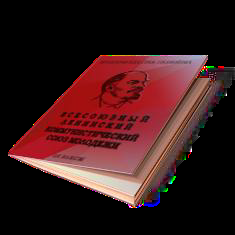 ВСЕСОЮЗНЫЙ
ЛЕНИНСКИЙ
КОММУНИСТИЧЕСКИЙ
СОЮЗ МОЛОДЕЖИ